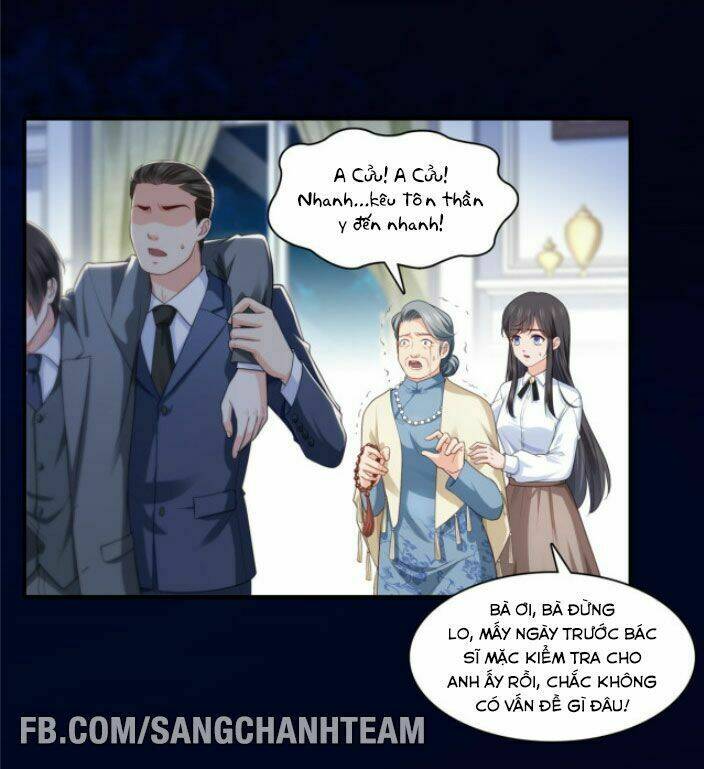 A Cửu! A Cửu!
Nhanh...kêu Tôn thần
y đến nhanh!
BÀ ƠI, BÀ ĐỪNG
LO, MẤY NGÀY TRƯỚC BÁC
SĨ MẶC KIỂM TRA CHO
ANH ẤY RỒI, CHẮC KHÔNG
CÓ VẤN ĐỀ GÌ ĐÂU!
FB.COM/SANGCHANHTEAM